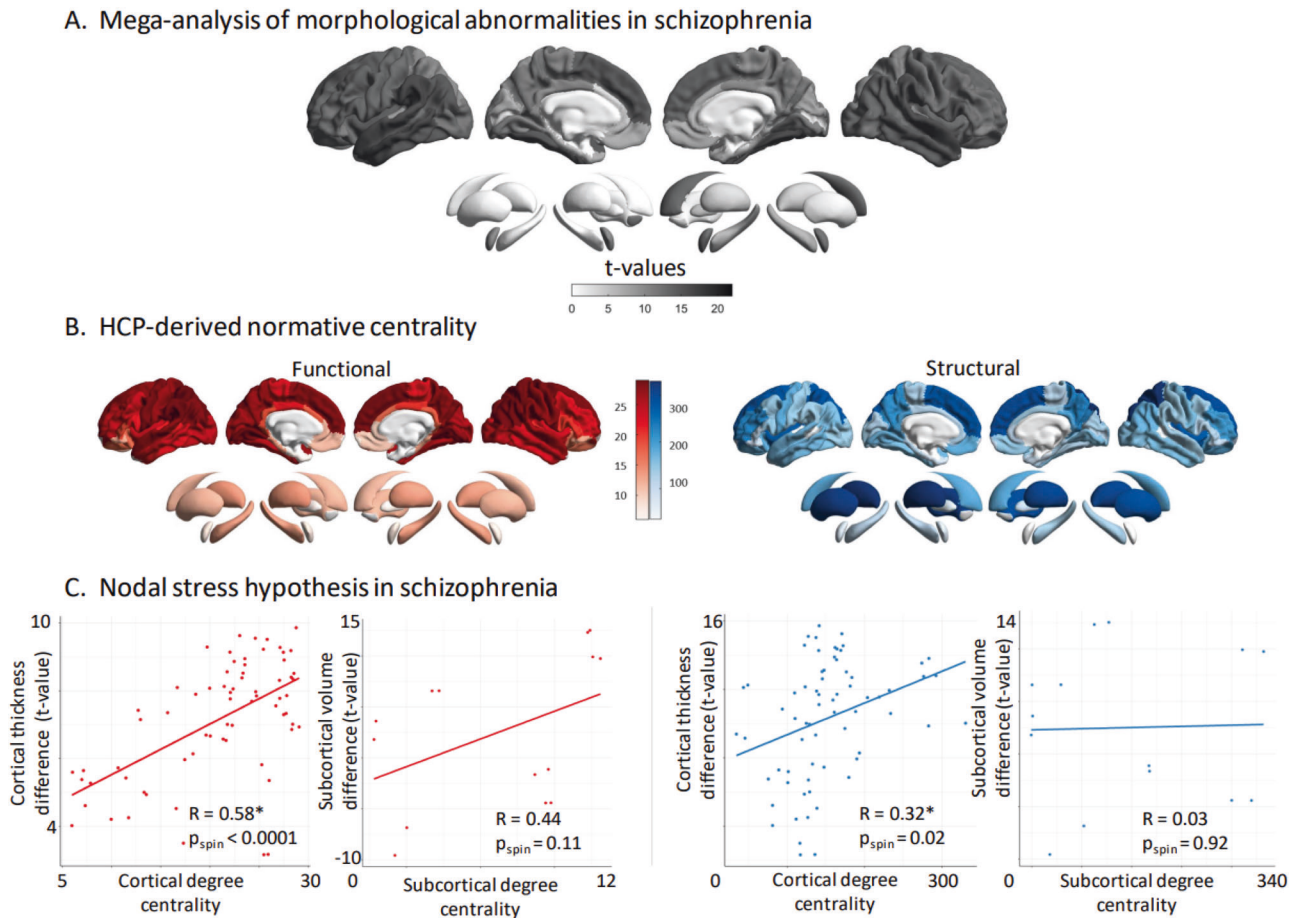 A. Mega-analysis of morphological abnormalities in schizophrenia
t-values
0 5 10 15 20
B. HCP-derived normative centrality
Functional
Structural
25
20
15
10
300
200
100
C. Nodal stress hypothesis in schizophrenia
10
4
Cortical thickness
difference (t-value)
R = 0.58*
pspin < 0.0001
5
30
Cortical degree
centrality
15
-10
Subcortical volume
difference (t-value)
R = 0.44
pspin = 0.11
0
12
Subcortical degree
centrality
16
Cortical thickness
difference (t-value)
R = 0.32*
pspin = 0.02
0
300
Cortical degree
centrality
14
Subcortical volume
difference (t-value)
R = 0.03
pspin = 0.92
0
340
Subcortical degree
centrality